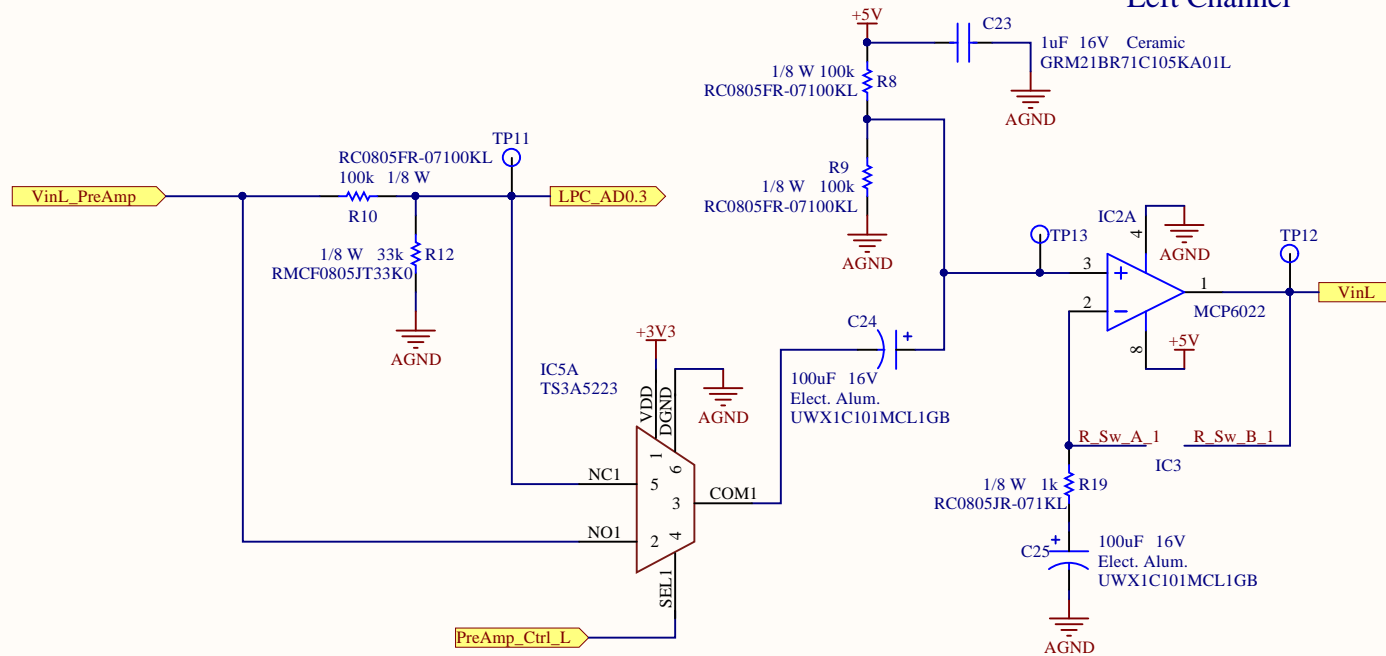 Left Channel
+5V
C23
1uF 16V Ceramic
GRM21BR71C105KA01L
AGND
1/8 W 100k
RC0805FR-07100KL
R8
TP11
RC0805FR-07100KL
100k 1/8 W
VinL_PreAmp
R10
LPC_AD0.3
R9
1/8 W 100k
RC0805FR-07100KL
AGND
1/8 W 33k
RMCF0805JT33K0
R12
AGND
TP13
IC2A
4
AGND
TP12
3
2
1
MCP6022
VinL
8
+5V
+3V3
IC5A
TS3A5223
VDD
DGND
AGND
C24
+
100uF 16V
Elect. Alum.
UWX1C101MCL1GB
R_Sw_A_1
R_Sw_B_1
IC3
NC1
1
6
5
3
COM1
NO1
2
4
SEL1
1/8 W 1k
RC0805JR-071KL
R19
C25
+
100uF 16V
Elect. Alum.
UWX1C101MCL1GB
AGND
PreAmp_Ctrl_L